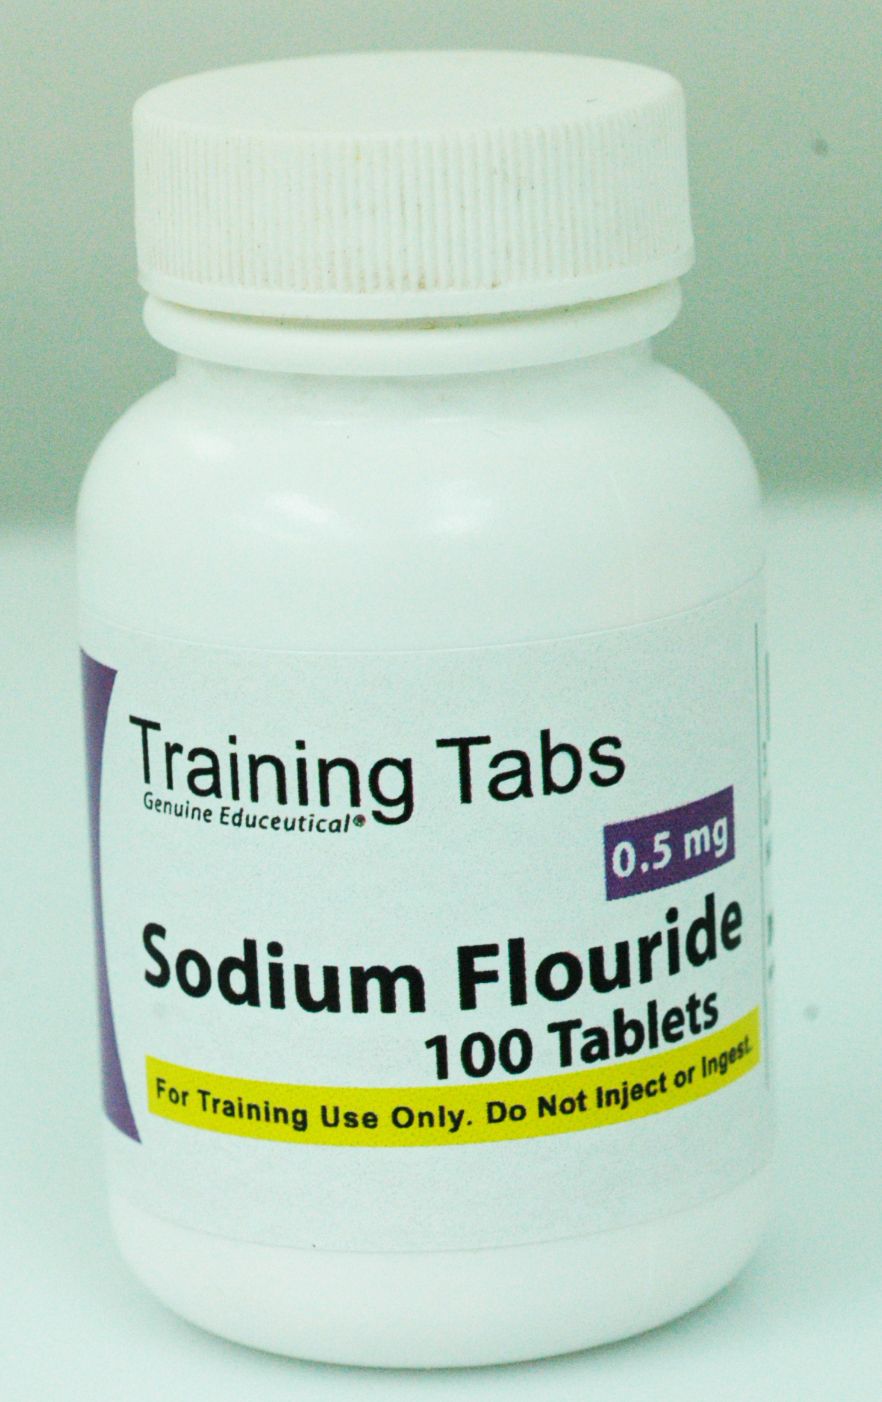 Training Tabs
Genuine Educeutical®
0.5 mg
Sodium Flouride
100 Tablets
For Training Use Only. Do Not Inject or Ingest.